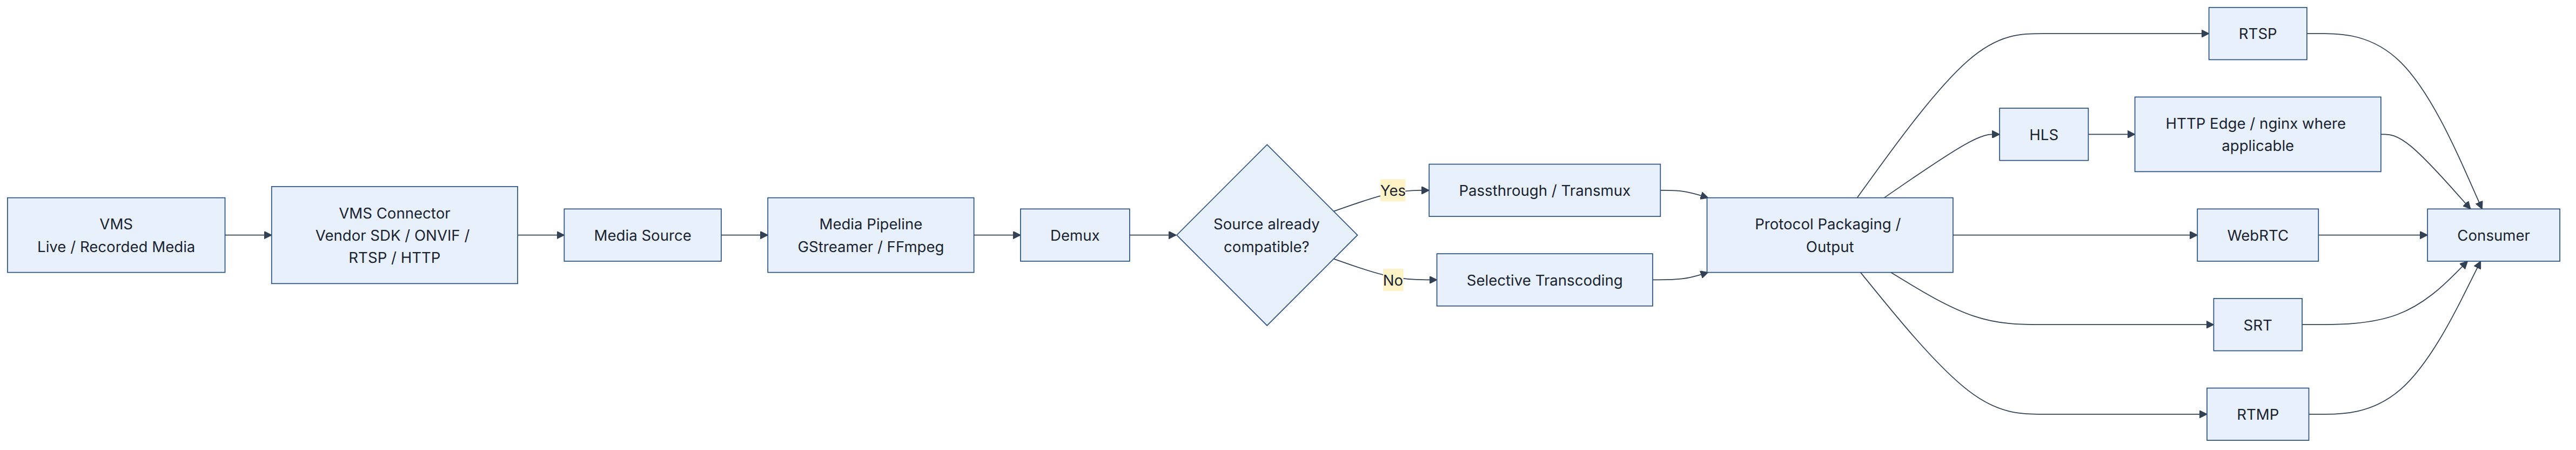 VMS
Live / Recorded Media
VMS Connector
Vendor SDK / ONVIF /
RTSP / HTTP
Media Source
Media Pipeline
GStreamer / FFmpeg
Demux
Source already
compatible?
Yes
No
Passthrough / Transmux
Selective Transcoding
Protocol Packaging /
Output
RTSP
HLS
HTTP Edge / nginx where
applicable
WebRTC
SRT
RTMP
Consumer